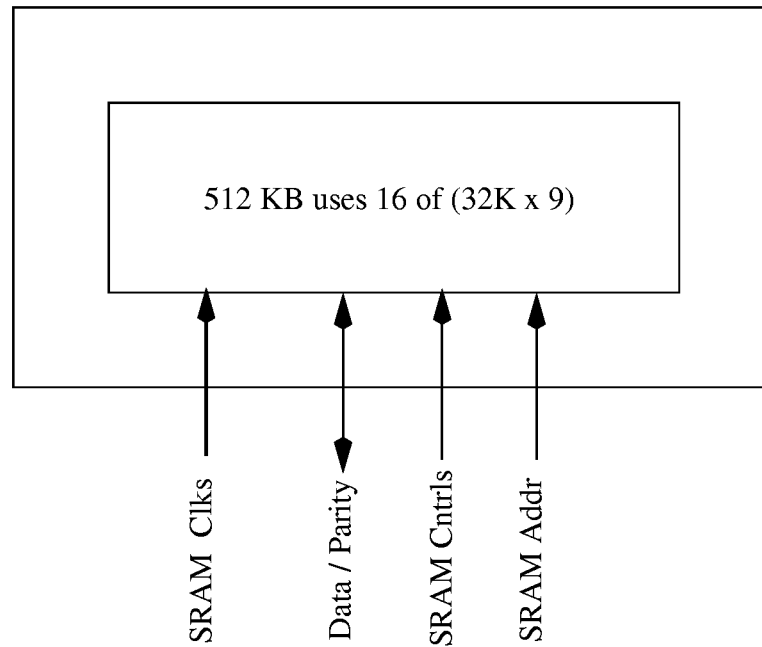 512 KB uses 16 of (32K x 9)
SRAM Clks
Data / Parity
SRAM Cntrls
SRAM Addr